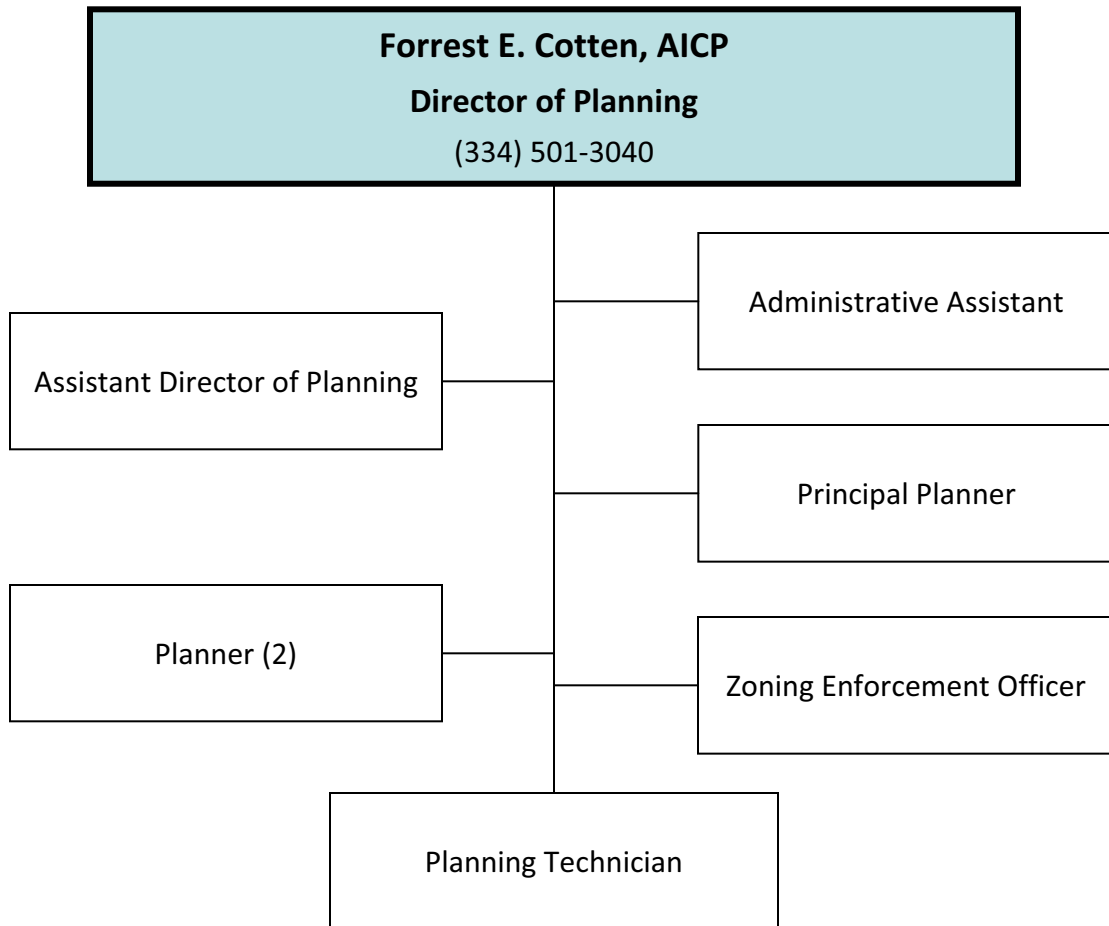 Forrest E. Cotten, AICP
Director of Planning
(334) 501-3040
Administrative Assistant
Assistant Director of Planning
Principal Planner
Planner (2)
Zoning Enforcement Officer
Planning Technician